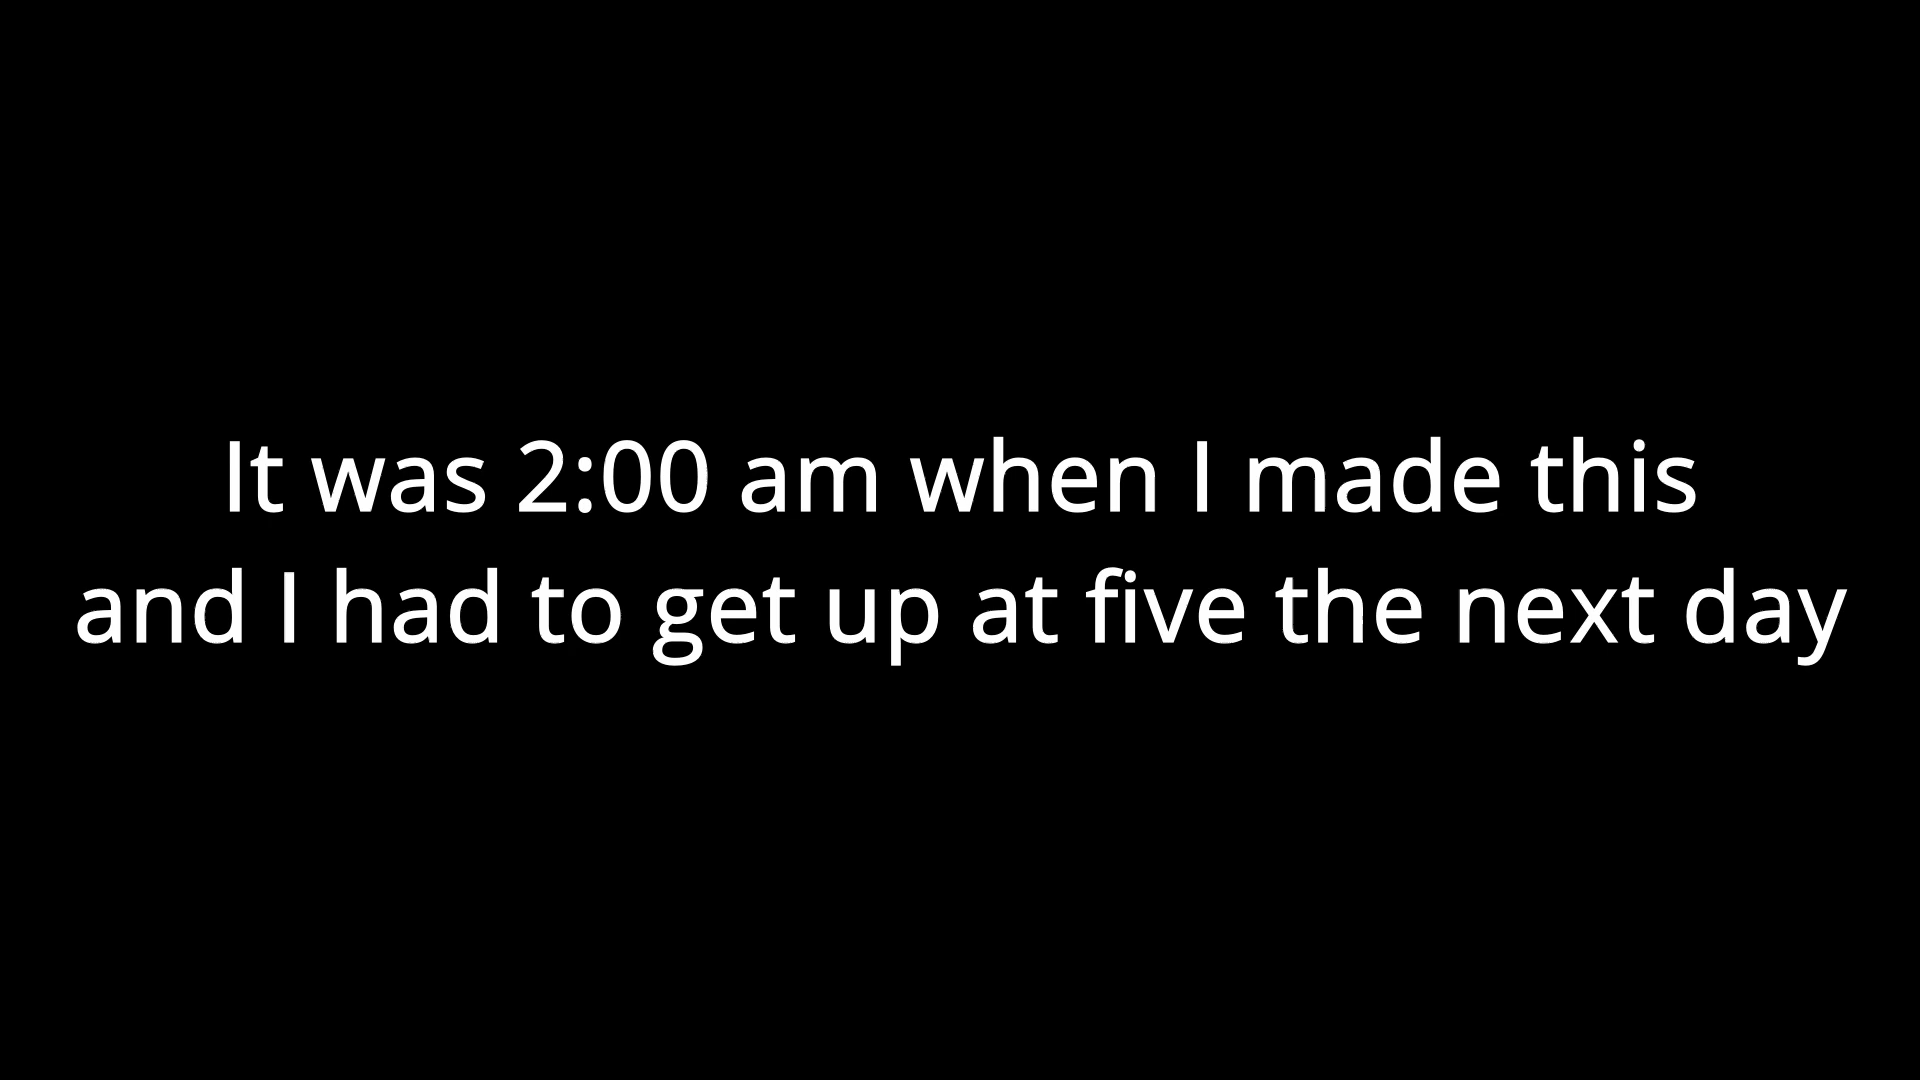 It was 2:00 am when I made this
and I had to get up at five the next day